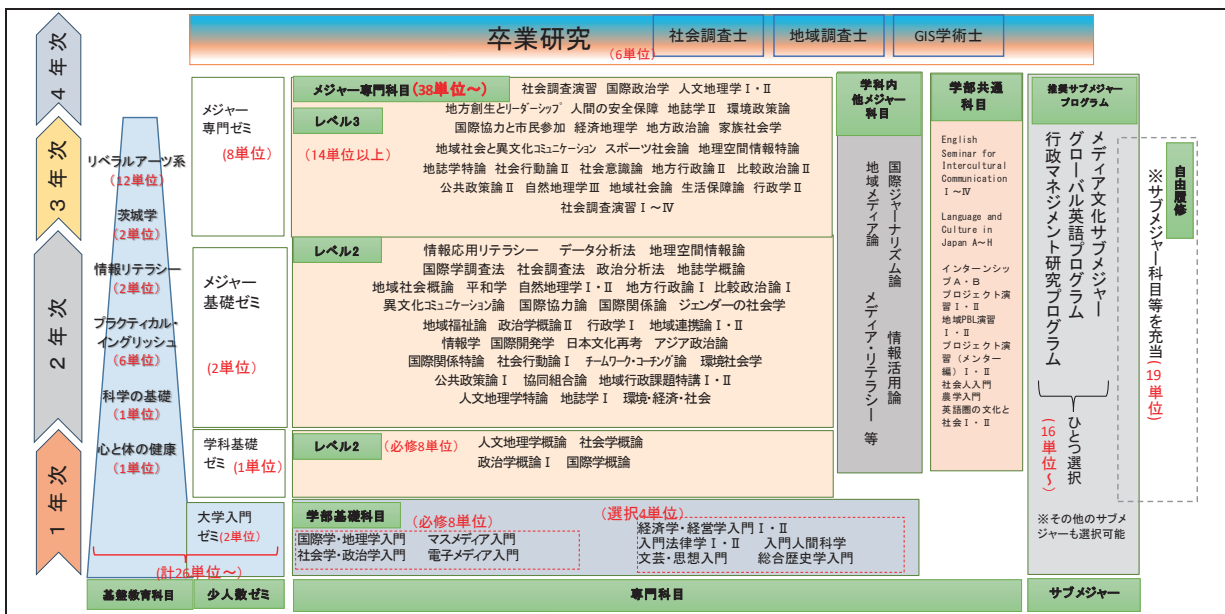 4年次
3年次
2年次
1年次
卒業研究
(6単位)
社会調査士
地域調査士
GIS学術士
リベラルアーツ系
(12単位)
茨城学
(2単位)
情報リテラシー
(2単位)
プラクティカル・
イングリッシュ
(6単位)
科学の基礎
(1単位)
心と体の健康
(1単位)
(計26単位～)
基盤教育科目
メジャー
専門ゼミ
(8単位)
メジャー
基礎ゼミ
(2単位)
学科基礎
ゼミ (1単位)
大学入門
ゼミ(2単位)
少人数ゼミ
メジャー専門科目(38単位～)
レベル3
(14単位以上)
社会調査演習 国際政治学 人文地理学Ⅰ・Ⅱ
地方創生とリーダーシップ 人間の安全保障 地誌学Ⅱ 環境政策論
国際協力と市民参加 経済地理学 地方政治論 家族社会学
地域社会と異文化コミュニケーション スポーツ社会論 地理空間情報特論
地誌学特論 社会行動論Ⅱ 社会意識論 地方行政論Ⅱ 比較政治論Ⅱ
公共政策論Ⅱ 自然地理学Ⅲ 地域社会論 生活保障論 行政学Ⅱ
社会調査演習Ⅰ～Ⅳ
レベル2
情報応用リテラシー データ分析法 地理空間情報論
国際学調査法 社会調査法 政治分析法 地誌学概論
地域社会概論 平和学 自然地理学Ⅰ・Ⅱ 地方行政論Ⅰ 比較政治論Ⅰ
異文化コミュニケーション論 国際協力論 国際関係論 ジェンダーの社会学
地域福祉論 政治学概論Ⅱ 行政学Ⅰ 地域連携論Ⅰ・Ⅱ
情報学 国際開発学 日本文化再考 アジア政治論
国際関係特論 社会行動論Ⅰ チームワーク・コーチング論 環境社会学
公共政策論Ⅰ 協同組合論 地域行政課題特講Ⅰ・Ⅱ
人文地理学特論 地誌学Ⅰ 環境・経済・社会
レベル2
(必修8単位)
人文地理学概論 社会学概論
政治学概論Ⅰ 国際学概論
学部基礎科目
(必修8単位)
国際学・地理学入門 マスメディア入門
社会学・政治学入門 電子メディア入門
(選択4単位)
経済学・経営学入門Ⅰ・Ⅱ
入門法律学Ⅰ・Ⅱ 入門人間科学
文芸・思想入門 総合歴史学入門
専門科目
学科内
他メジャー
科目
国際ジャーナリズム論 情報活用論
地域メディア論 メディア・リテラシー 等
学部共通
科目
English
Seminar for
Intercultural
Communication
Ⅰ～Ⅳ
Language and
Culture in
Japan A～H
インターンシッ
プA・B
プロジェクト演
習Ⅰ・Ⅱ
地域PBL演習
Ⅰ・Ⅱ
プロジェクト演
習（メンター
編）Ⅰ・Ⅱ
社会人入門
農学入門
英語圏の文化と
社会Ⅰ・Ⅱ
推奨サブメジャー
プログラム
メディア文化サブメジャー
グローバル英語プログラム
行政マネジメント研究プログラム
ひとつ選択
(16単位～)
※その他のサブメ
ジャーも選択可能
サブメジャー
自由履修
※サブメジャー科目等を充当
(19単位)